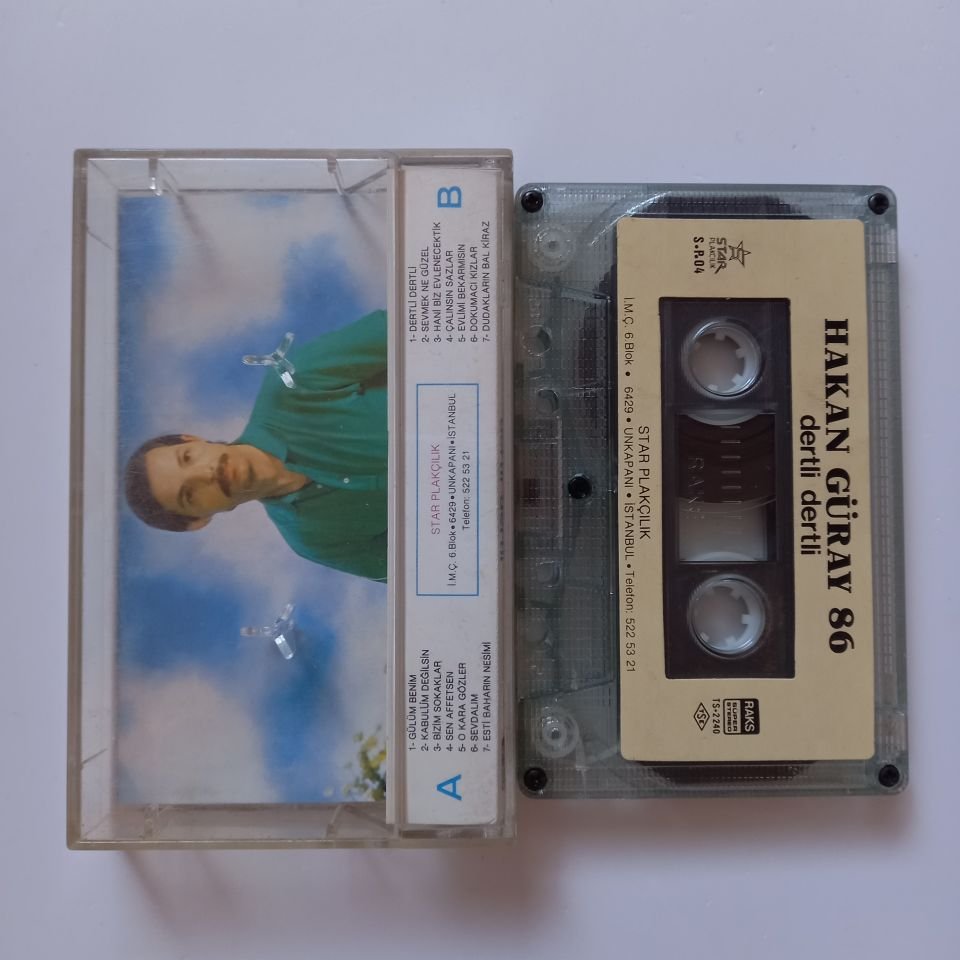 A
1- GÜLÜM BENİM
2- KABULÜM DEĞİLSİN
3- BİZİM SOKAKLAR
4- SEN AFFETSEN
5- O KARA GÖZLER
6- SEVDALIM
7- ESTİ BAHARIN NESİMİ
STAR PLAKÇILIK
İ.M.Ç. 6.Blok • 6429 • UNKAPANI • İSTANBUL
Telefon: 522 53 21
B
1- DERTLİ DERTLİ
2- SEVMEK NE GÜZEL
3- HANİ BİZ EVLENECEKTİK
4- ÇALINSIN SAZLAR
5- EVLİMİ BEKARMISIN
6- DOKUMACI KIZLAR
7- DUDAKLARIN BAL KİRAZ
HAKAN GÜRAY 86
dertli dertli
STAR
PLAKÇILIK
S.P.04
RAKS
SÜPER
STEREO
TS-2240
TSE
RAKS
STAR PLAKÇILIK
İ.M.Ç. 6 Blok • 6429 • UNKAPANI • İSTANBUL • Telefon: 522 53 21